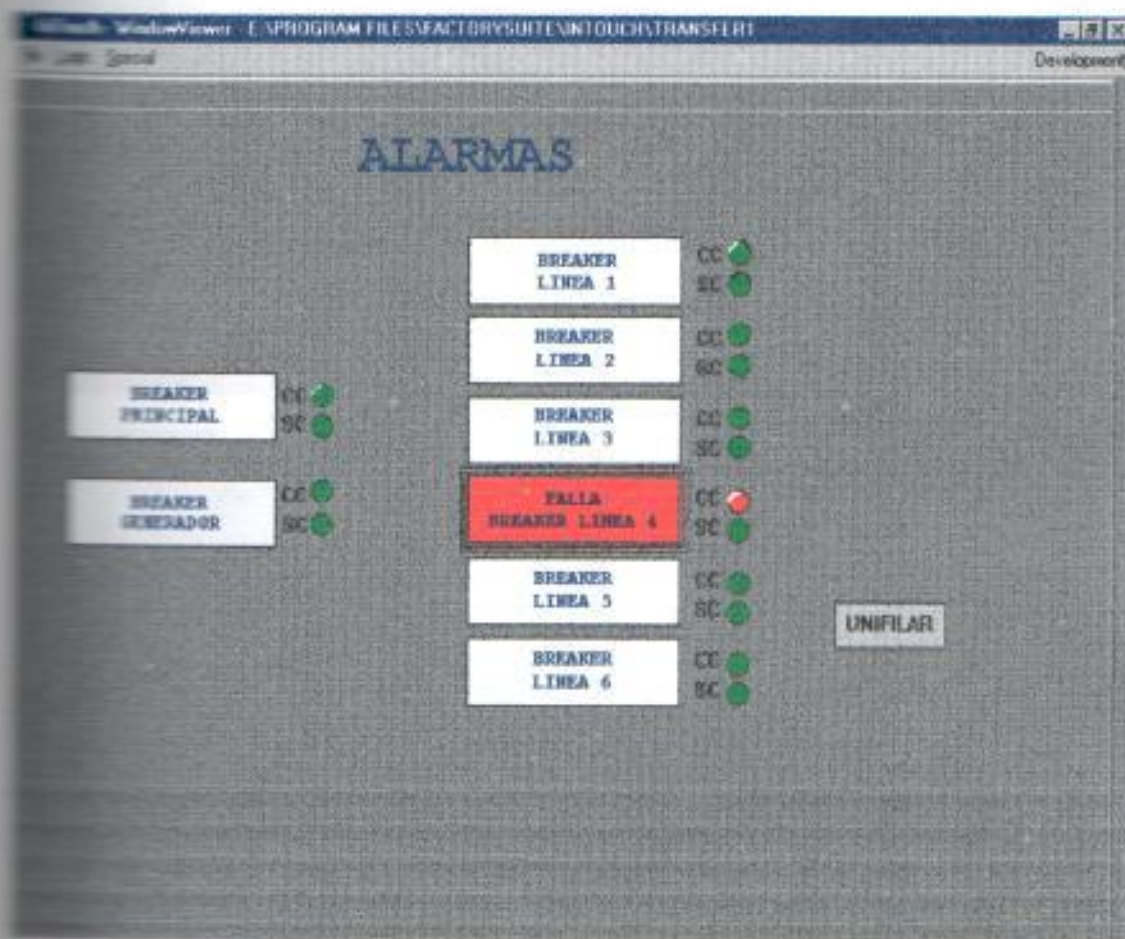 WindowViewer - E:\PROGRAM FILES\FACTORYSUITE\INTOUCH\TRANSFER1
Special
Development
ALARMAS
BREAKER
LINEA 1
CC
SC
BREAKER
LINEA 2
CC
SC
BREAKER
PRINCIPAL
CC
SC
BREAKER
LINEA 3
CC
SC
BREAKER
GENERADOR
CC
SC
FALLA
BREAKER LINEA 4
CC
SC
BREAKER
LINEA 5
CC
SC
UNIFILAR
BREAKER
LINEA 6
CC
SC